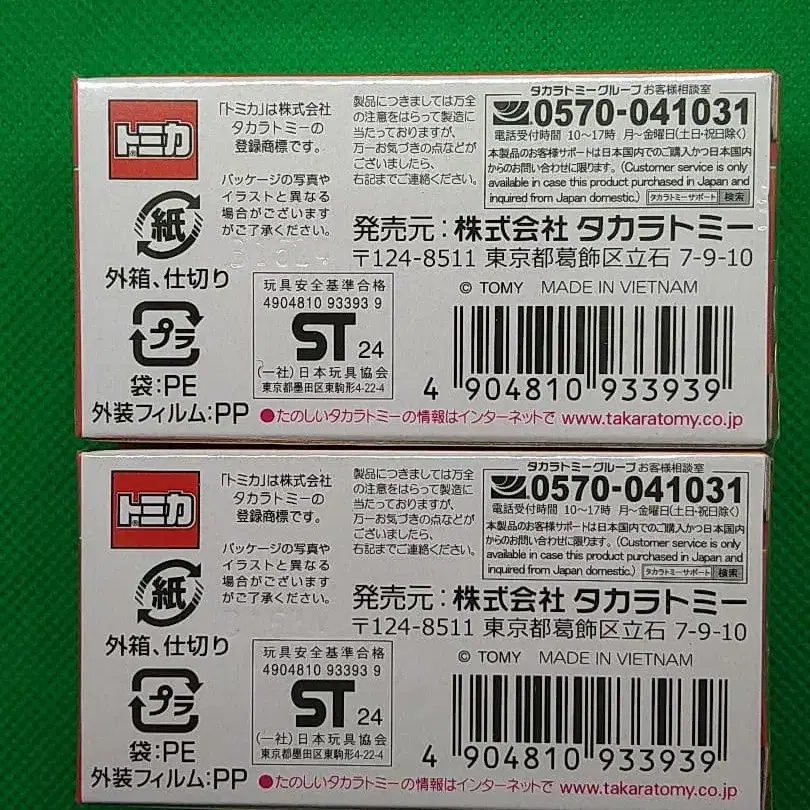 トミカ
「トミカ」は株式会社
タカラトミーの
登録商標です。
パッケージの写真や
イラストと異なる
場合がございます
がご了承ください。
製品につきましては万全
の注意をはらって製造に
当たっておりますが、
万一お気づきの点などが
ございましたら、
右記までご連絡ください。
タカラトミーグループ お客様相談室
0570-041031
電話受付時間 10〜17時 月〜金曜日(土日・祝日除く)
本製品のお客様サポートは日本国内でのご購入かつ日本国内
からのお問い合わせに限ります。(Customer service is only
available in case this product purchased in Japan and
inquired from Japan domestic.) タカラトミーサポート 検索
発売元:株式会社 タカラトミー
〒124-8511 東京都葛飾区立石 7-9-10
© TOMY MADE IN VIETNAM
紙
外箱、仕切り
プラ
袋:PE
外装フィルム:PP
玩具安全基準合格
4904810 93393 9
ST 24
(一社)日本玩具協会
東京都墨田区東駒形4-22-4
4 904810 933939
●たのしいタカラトミーの情報はインターネットで www.takaratomy.co.jp
トミカ
「トミカ」は株式会社
タカラトミーの
登録商標です。
パッケージの写真や
イラストと異なる
場合がございます
がご了承ください。
製品につきましては万全
の注意をはらって製造に
当たっておりますが、
万一お気づきの点などが
ございましたら、
右記までご連絡ください。
タカラトミーグループ お客様相談室
0570-041031
電話受付時間 10〜17時 月〜金曜日(土日・祝日除く)
本製品のお客様サポートは日本国内でのご購入かつ日本国内
からのお問い合わせに限ります。(Customer service is only
available in case this product purchased in Japan and
inquired from Japan domestic.) タカラトミーサポート 検索
発売元:株式会社 タカラトミー
〒124-8511 東京都葛飾区立石 7-9-10
© TOMY MADE IN VIETNAM
紙
外箱、仕切り
プラ
袋:PE
外装フィルム:PP
玩具安全基準合格
4904810 93393 9
ST 24
(一社)日本玩具協会
東京都墨田区東駒形4-22-4
4 904810 933939
●たのしいタカラトミーの情報はインターネットで www.takaratomy.co.jp